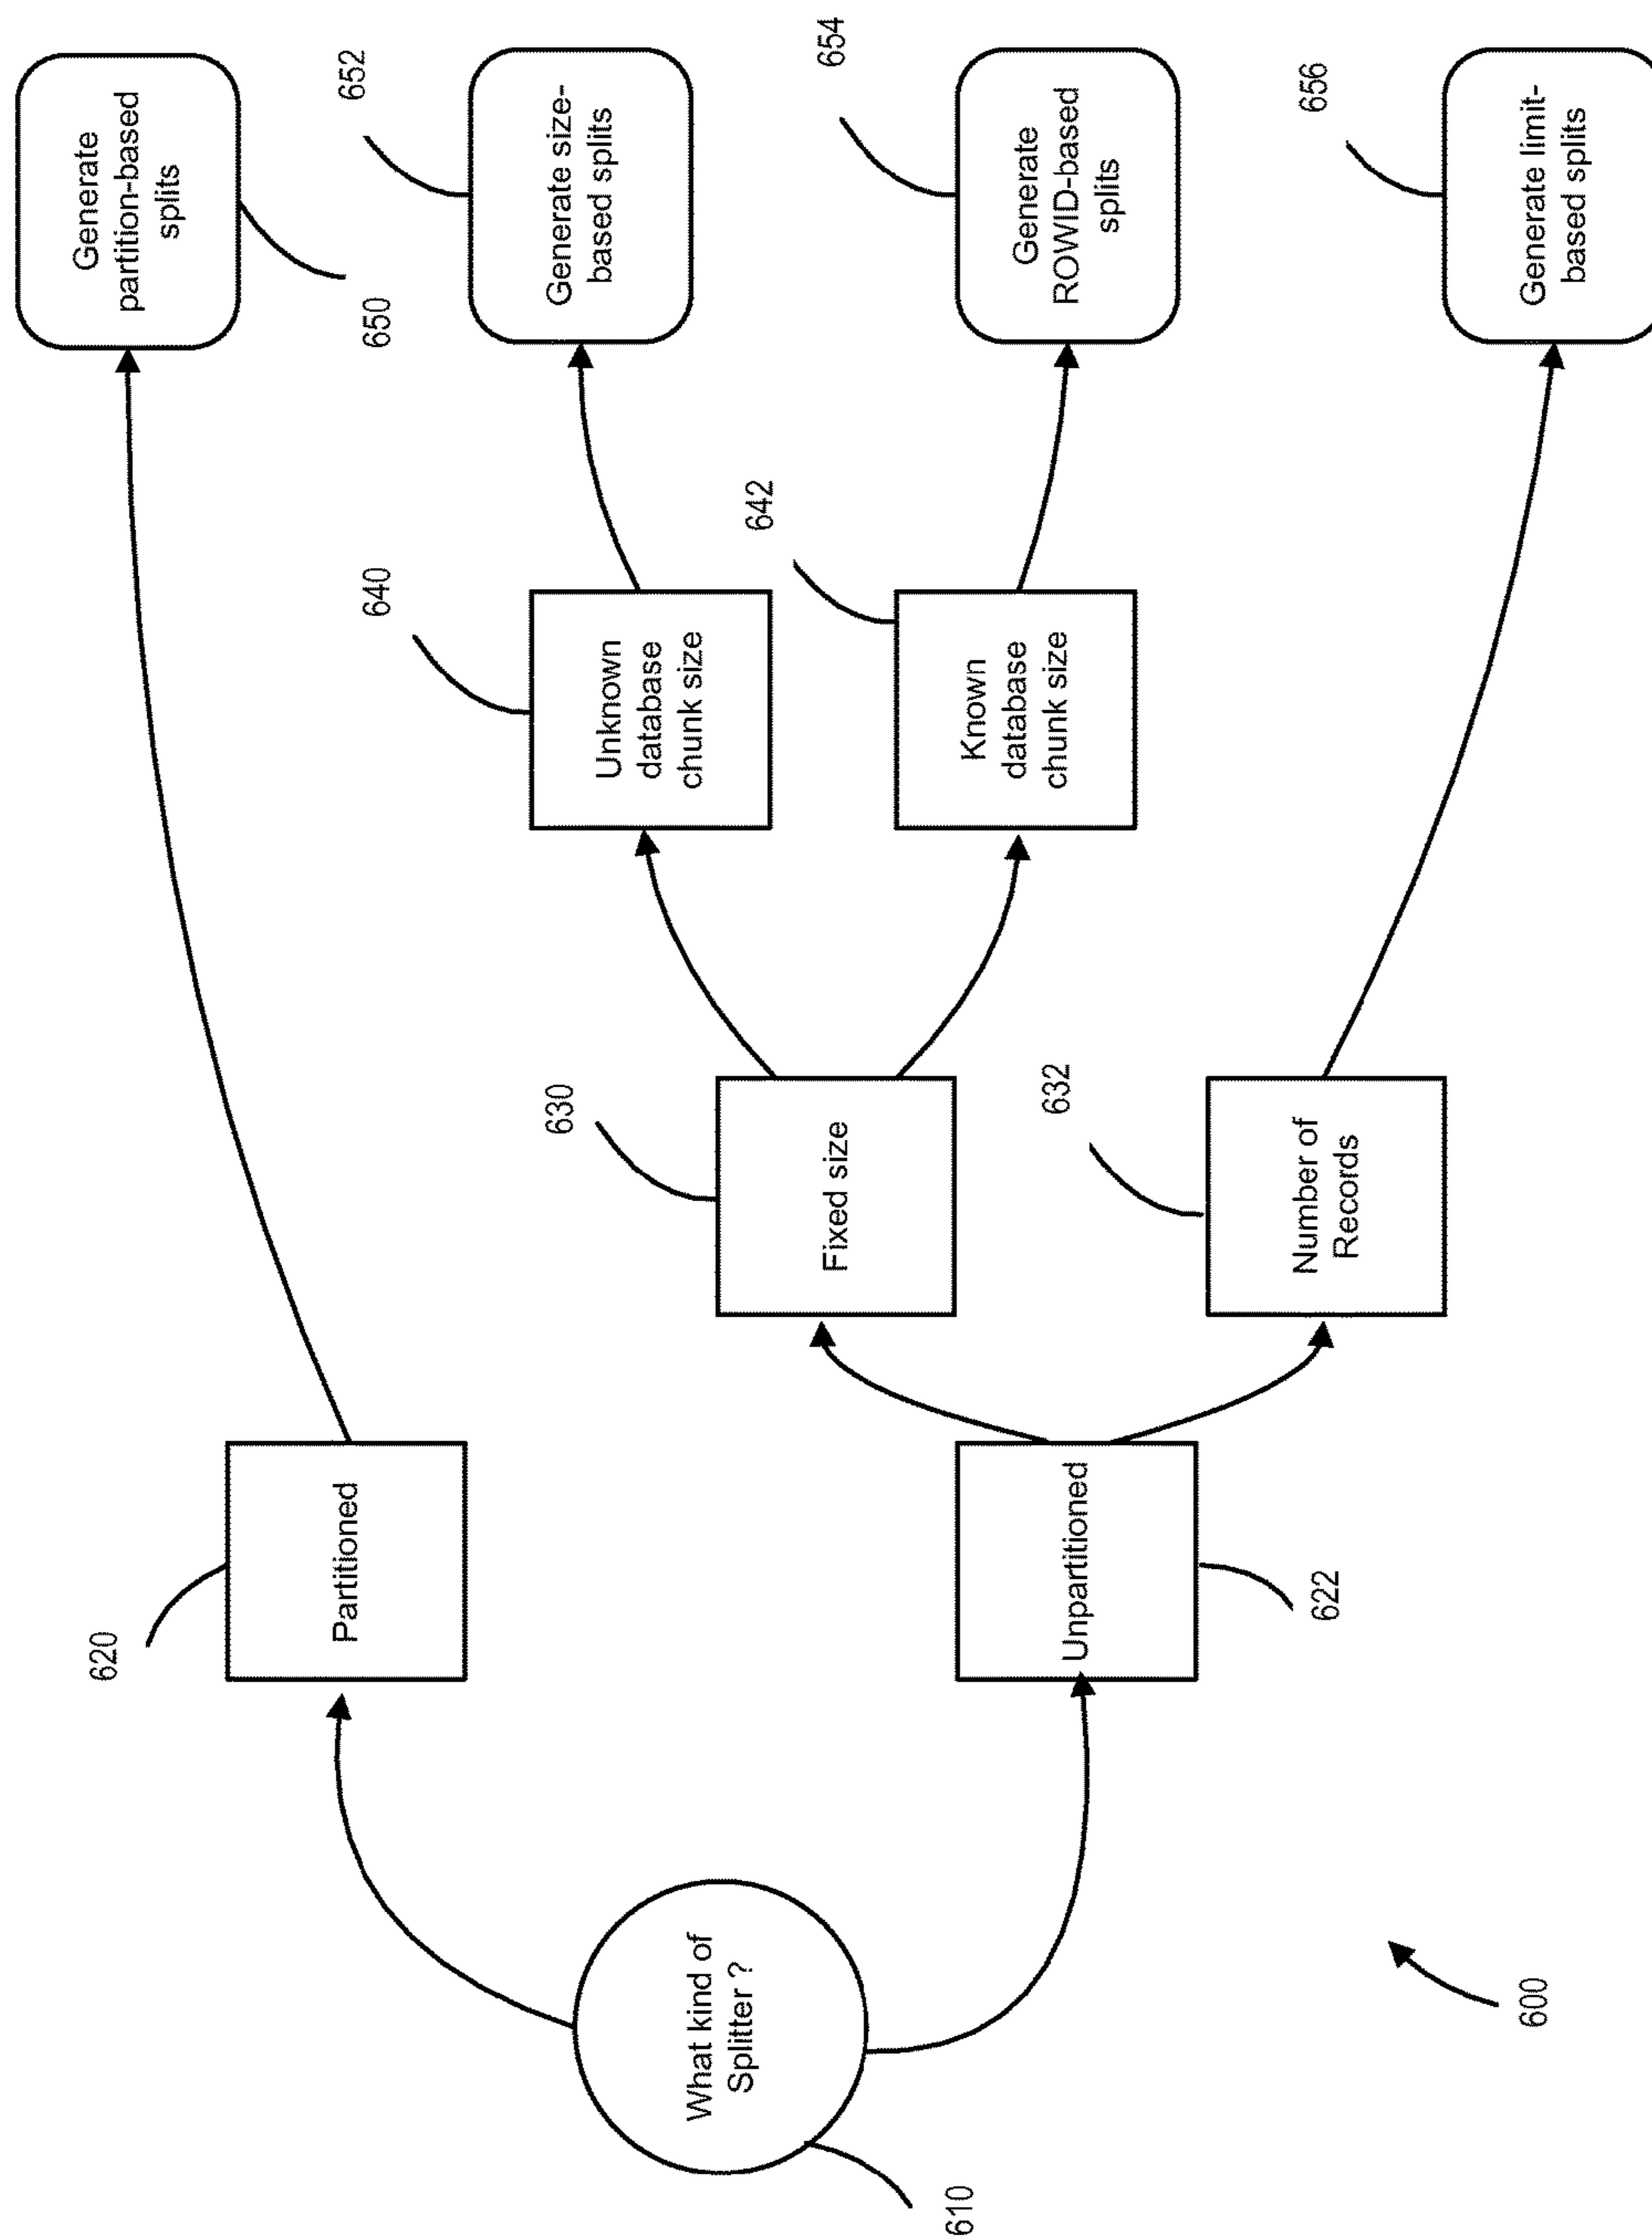 610
What kind of
Splitter ?
620
Partitioned
Unpartitioned
622
630
Fixed size
632
Number of
Records
640
Unknown
database
chunk size
642
Known
database
chunk size
Generate
partition-based
splits
650
652
Generate size-
based splits
654
Generate
ROWID-based
splits
656
Generate limit-
based splits
600